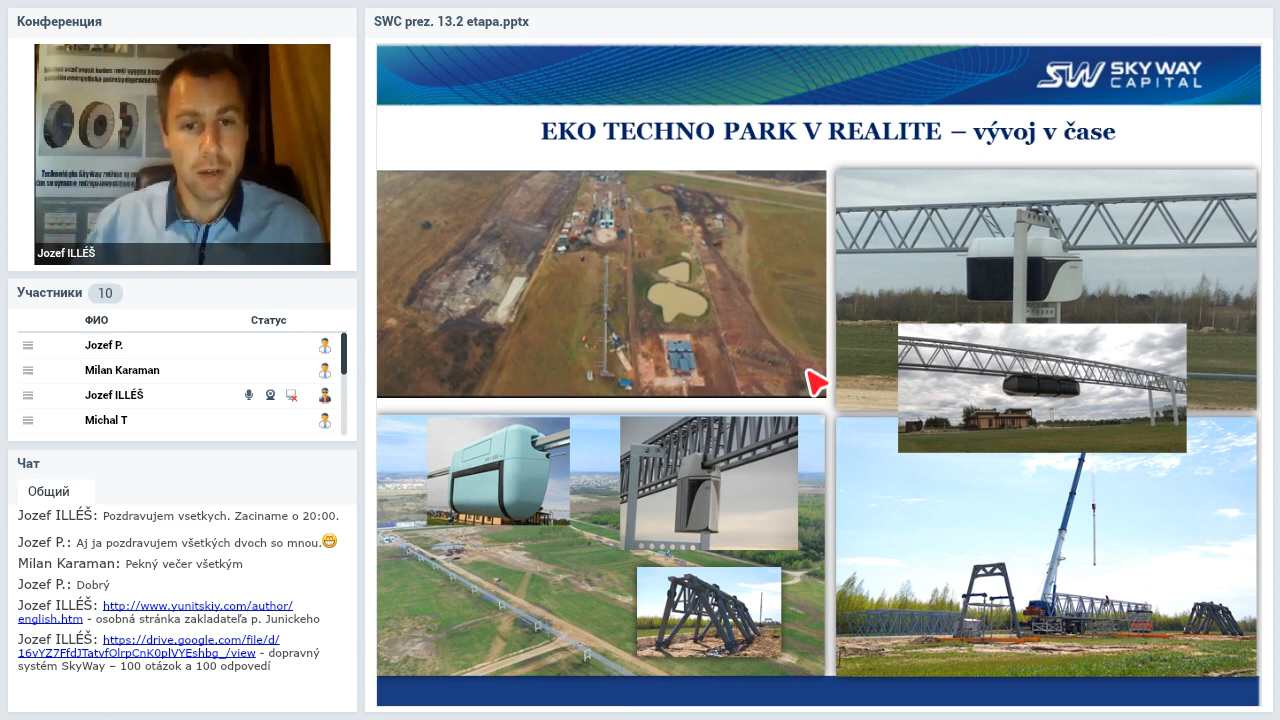 Конференция
Jozef ILLÉŠ
Участники 10
ФИО Статус
Jozef P.
Milan Karaman
Jozef ILLÉŠ
Michal T
Чат
Общий
Jozef ILLÉŠ: Pozdravujem vsetkych. Zaciname o 20:00.
Jozef P.: Aj ja pozdravujem všetkých dvoch so mnou.
Milan Karaman: Pekný večer všetkým
Jozef P.: Dobrý
Jozef ILLÉŠ: http://www.yunitskiy.com/author/
english.htm - osobná stránka zakladateľa p. Junickeho
Jozef ILLÉŠ: https://drive.google.com/file/d/
- dopravný
systém SkyWay – 100 otázok a 100 odpovedí
SWC prez. 13.2 etapa.pptx
SW SKY WAY
CAPITAL
EKO TECHNO PARK V REALITE – vývoj v čase